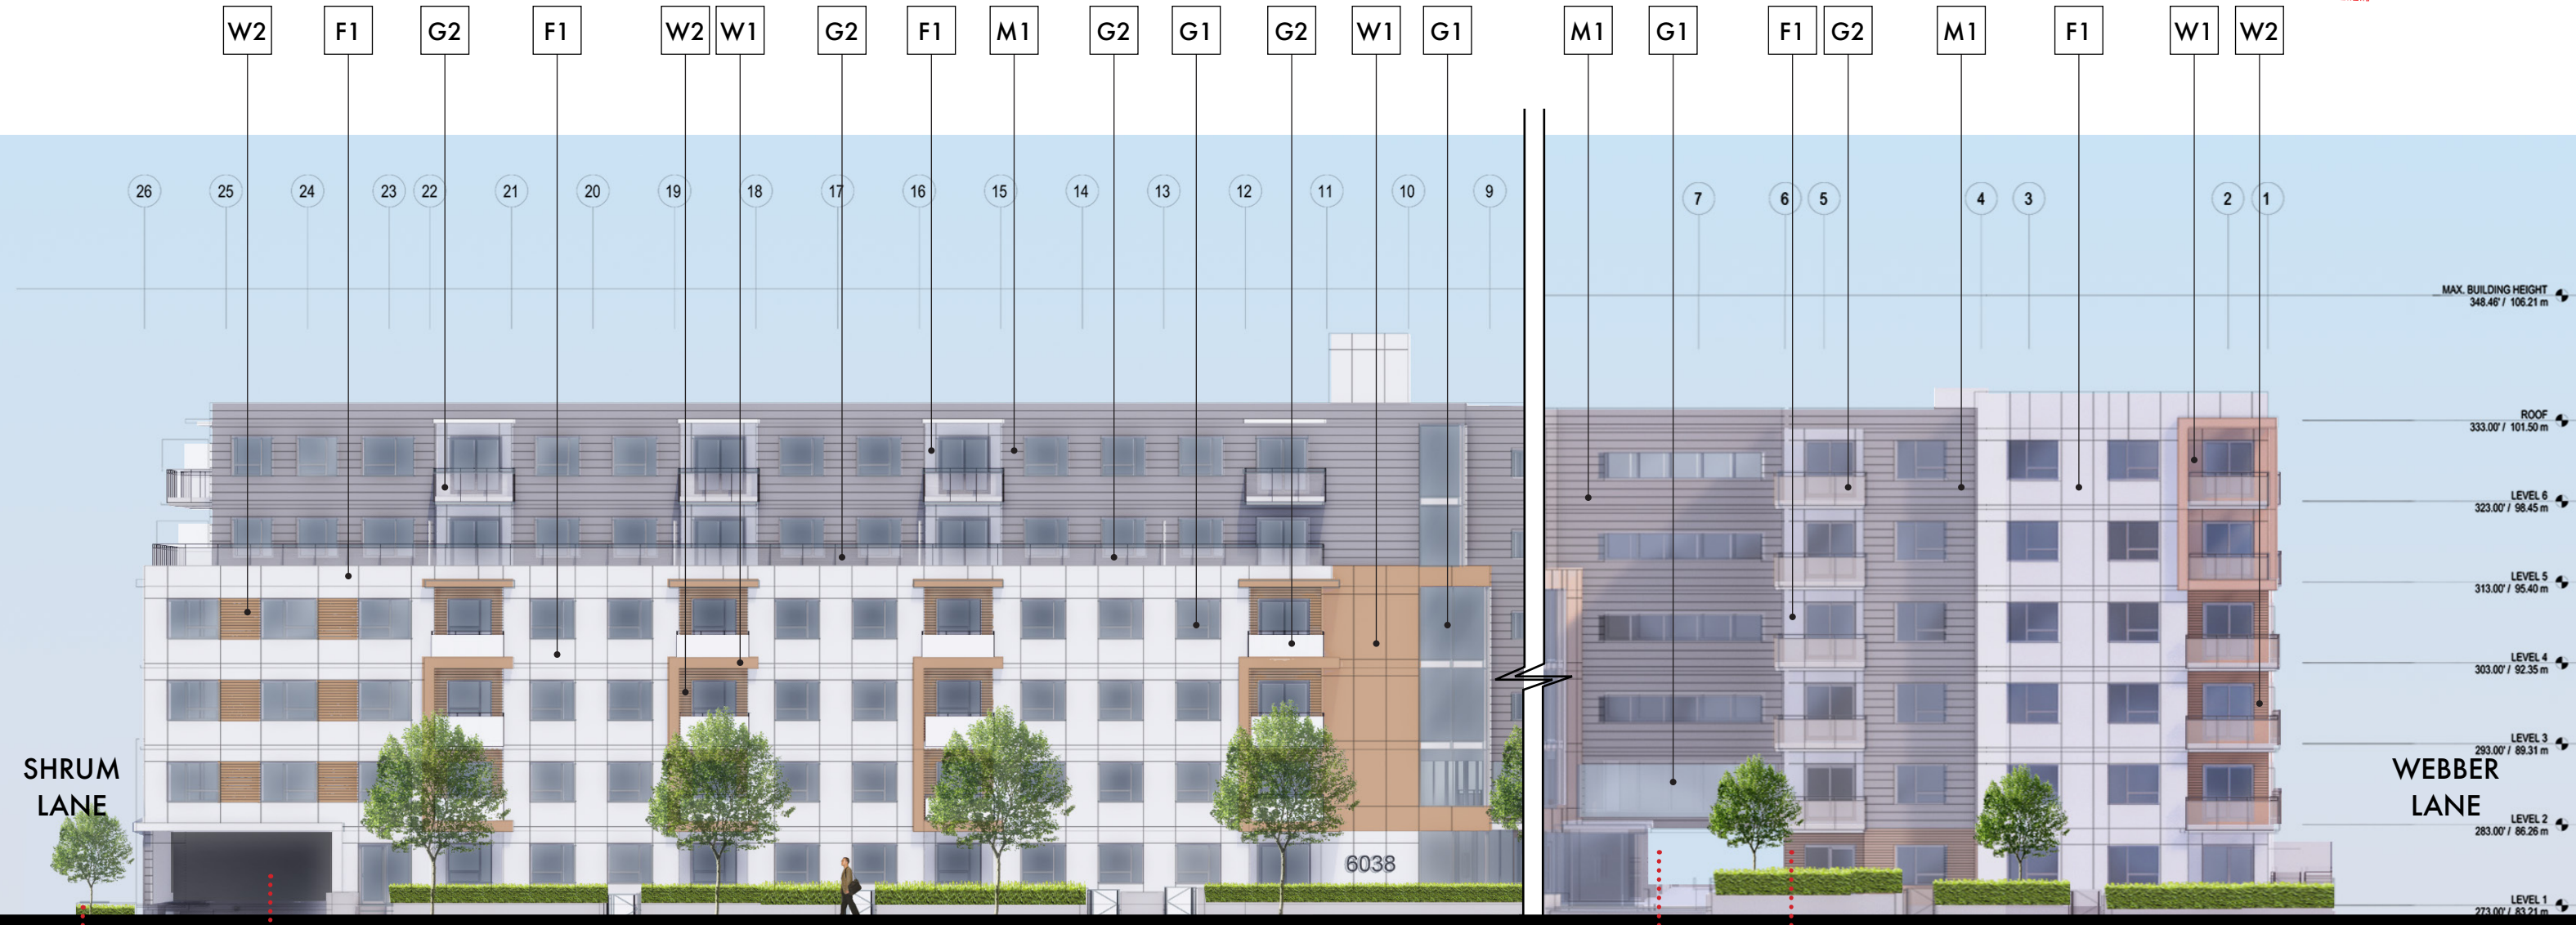 W2 F1 G2 F1 W2 W1 G2 F1 M1 G2 G1 G2 W1 G1 M1 G1 F1 G2 M1 F1 W1 W2
26 25 24 23 22 21 20 19 18 17 16 15 14 13 12 11 10 9 7 6 5 4 3 2 1
MAX. BUILDING HEIGHT
348.46' / 106.21 m
ROOF
333.00' / 101.50 m
LEVEL 6
323.00' / 98.45 m
LEVEL 5
313.00' / 95.40 m
LEVEL 4
303.00' / 92.35 m
LEVEL 3
293.00' / 89.31 m
SHRUM
LANE
WEBBER
LANE
LEVEL 2
283.00' / 86.26 m
6038
LEVEL 1
273.00' / 83.21 m